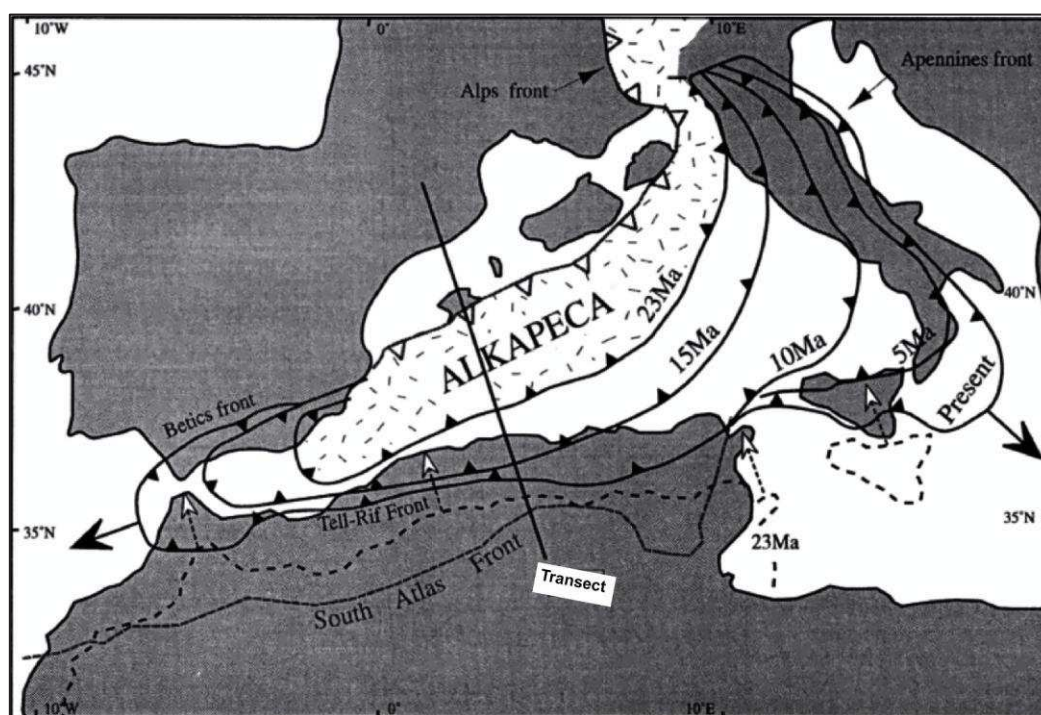 10°W
0°
10°E
45°N
Alps front
Apennines front
40°N
40°N
ALKAPECA
23Ma
15Ma
10Ma
5Ma
Present
Betics front
35°N
Tell-Rif Front
35°N
23Ma
South Atlas Front
Transect
10°W
0°
10°E